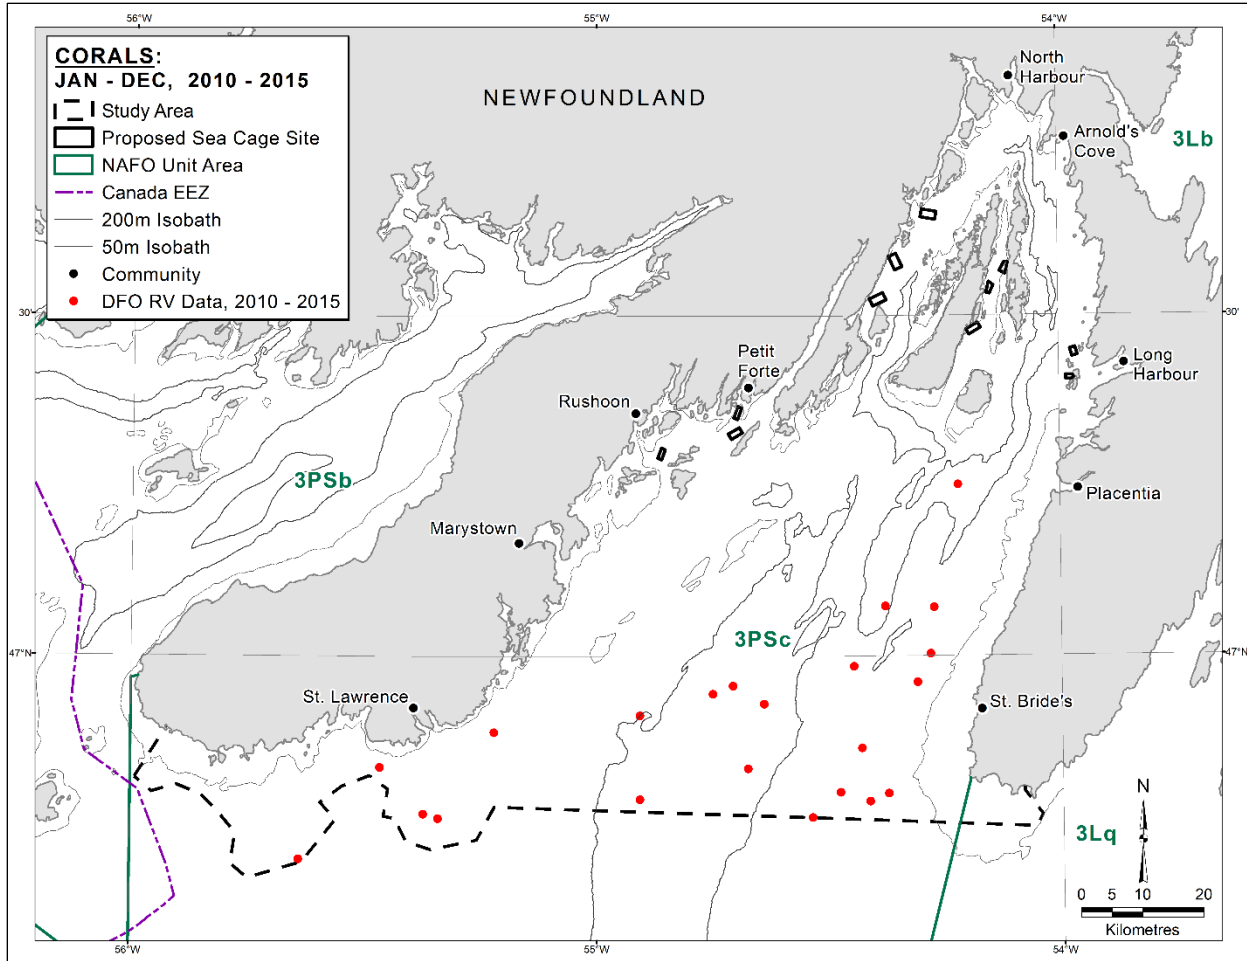 56°W
55°W
54°W
CORALS:
JAN - DEC, 2010 - 2015
Study Area
Proposed Sea Cage Site
NAFO Unit Area
Canada EEZ
200m Isobath
50m Isobath
Community
DFO RV Data, 2010 - 2015
NEWFOUNDLAND
North
Harbour
Arnold's
Cove
3Lb
30'
30'
Long
Harbour
Petit
Forte
Rushoon
3PSb
Placentia
Marystown
3PSc
47°N
47°N
St. Lawrence
St. Bride's
3Lq
N
0 5 10 20
Kilometres
56°W
55°W
54°W